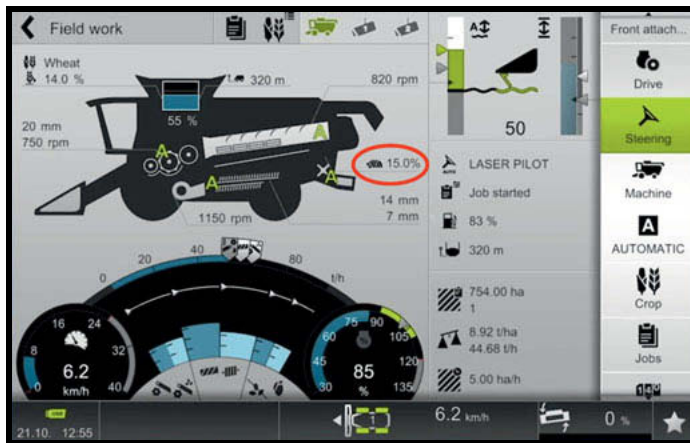 Field work
Front attach...
Wheat
14.0 %
320 m
820 rpm
55 %
20 mm
750 rpm
A
A
A
A
15.0%
14 mm
7 mm
1150 rpm
A
50
Drive
Steering
Machine
A
AUTOMATIC
Crop
Jobs
AUTO
LASER PILOT
Job started
83 %
320 m
754.00 ha
1
8.92 t/ha
44.68 t/h
5.00 ha/h
0
20
40
80
t/h
0
8
16
24
32
40
6.2
km/h
30
45
60
75
90
105
120
135
85
%
21.10. 12:55
1
6.2 km/h
0 %